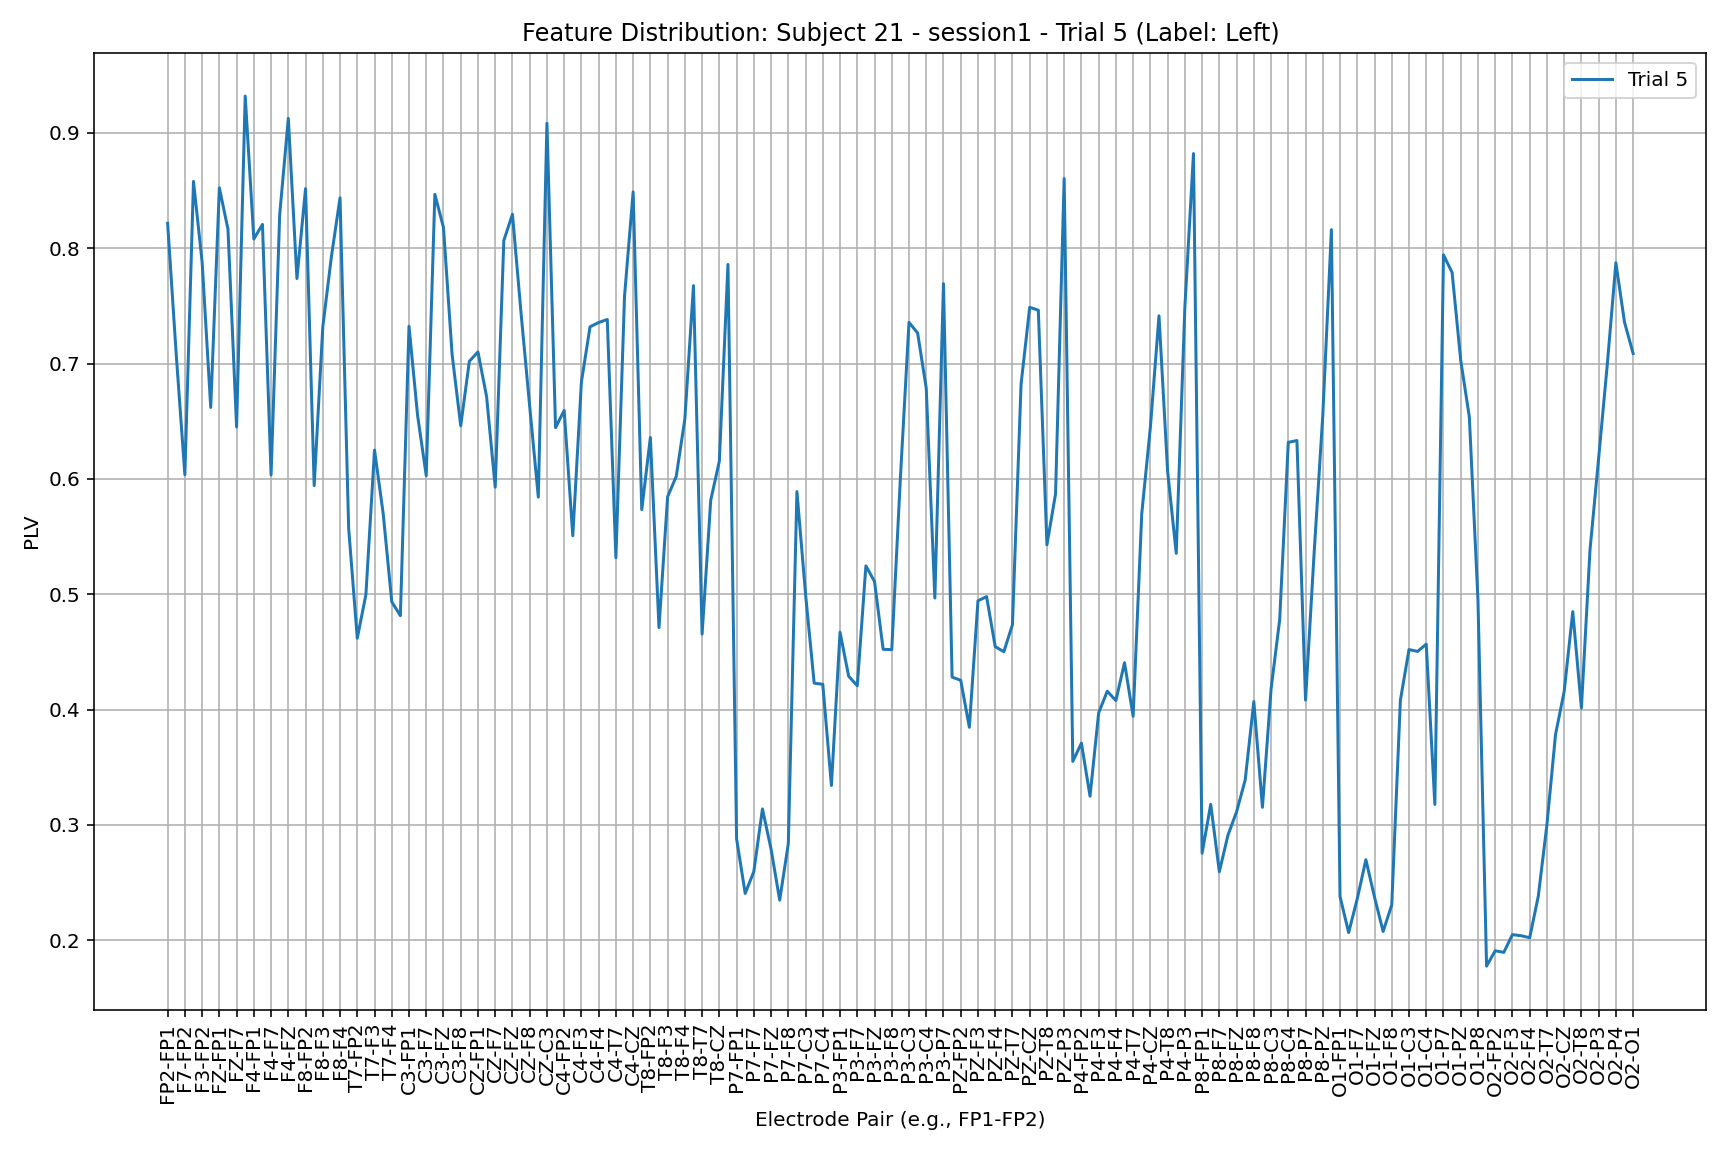 Feature Distribution: Subject 21 - session1 - Trial 5 (Label: Left)
Trial 5
PLV
0.9
0.8
0.7
0.6
0.5
0.4
0.3
0.2
FP2-FP1
F7-FP2
F3-FP2
FZ-FP1
FZ-F7
F4-FP1
F4-F7
F4-FZ
F8-FP2
F8-F3
F8-F4
T7-FP2
T7-F3
T7-F4
C3-FP1
C3-F7
C3-FZ
C3-F8
CZ-FP1
CZ-F7
CZ-FZ
CZ-F8
CZ-C3
C4-FP2
C4-F3
C4-F4
C4-T7
C4-CZ
T8-FP2
T8-F3
T8-F4
T8-T7
T8-CZ
P7-FP1
P7-F7
P7-FZ
P7-F8
P7-C3
P7-C4
P3-FP1
P3-F7
P3-FZ
P3-F8
P3-C3
P3-C4
P3-P7
PZ-FP2
PZ-F3
PZ-F4
PZ-T7
PZ-CZ
PZ-T8
PZ-P3
P4-FP2
P4-F3
P4-F4
P4-T7
P4-CZ
P4-T8
P4-P3
P8-FP1
P8-F7
P8-FZ
P8-F8
P8-C3
P8-C4
P8-P7
P8-PZ
O1-FP1
O1-F7
O1-FZ
O1-F8
O1-C3
O1-C4
O1-P7
O1-PZ
O1-P8
O2-FP2
O2-F3
O2-F4
O2-T7
O2-CZ
O2-T8
O2-P3
O2-P4
O2-O1
Electrode Pair (e.g., FP1-FP2)